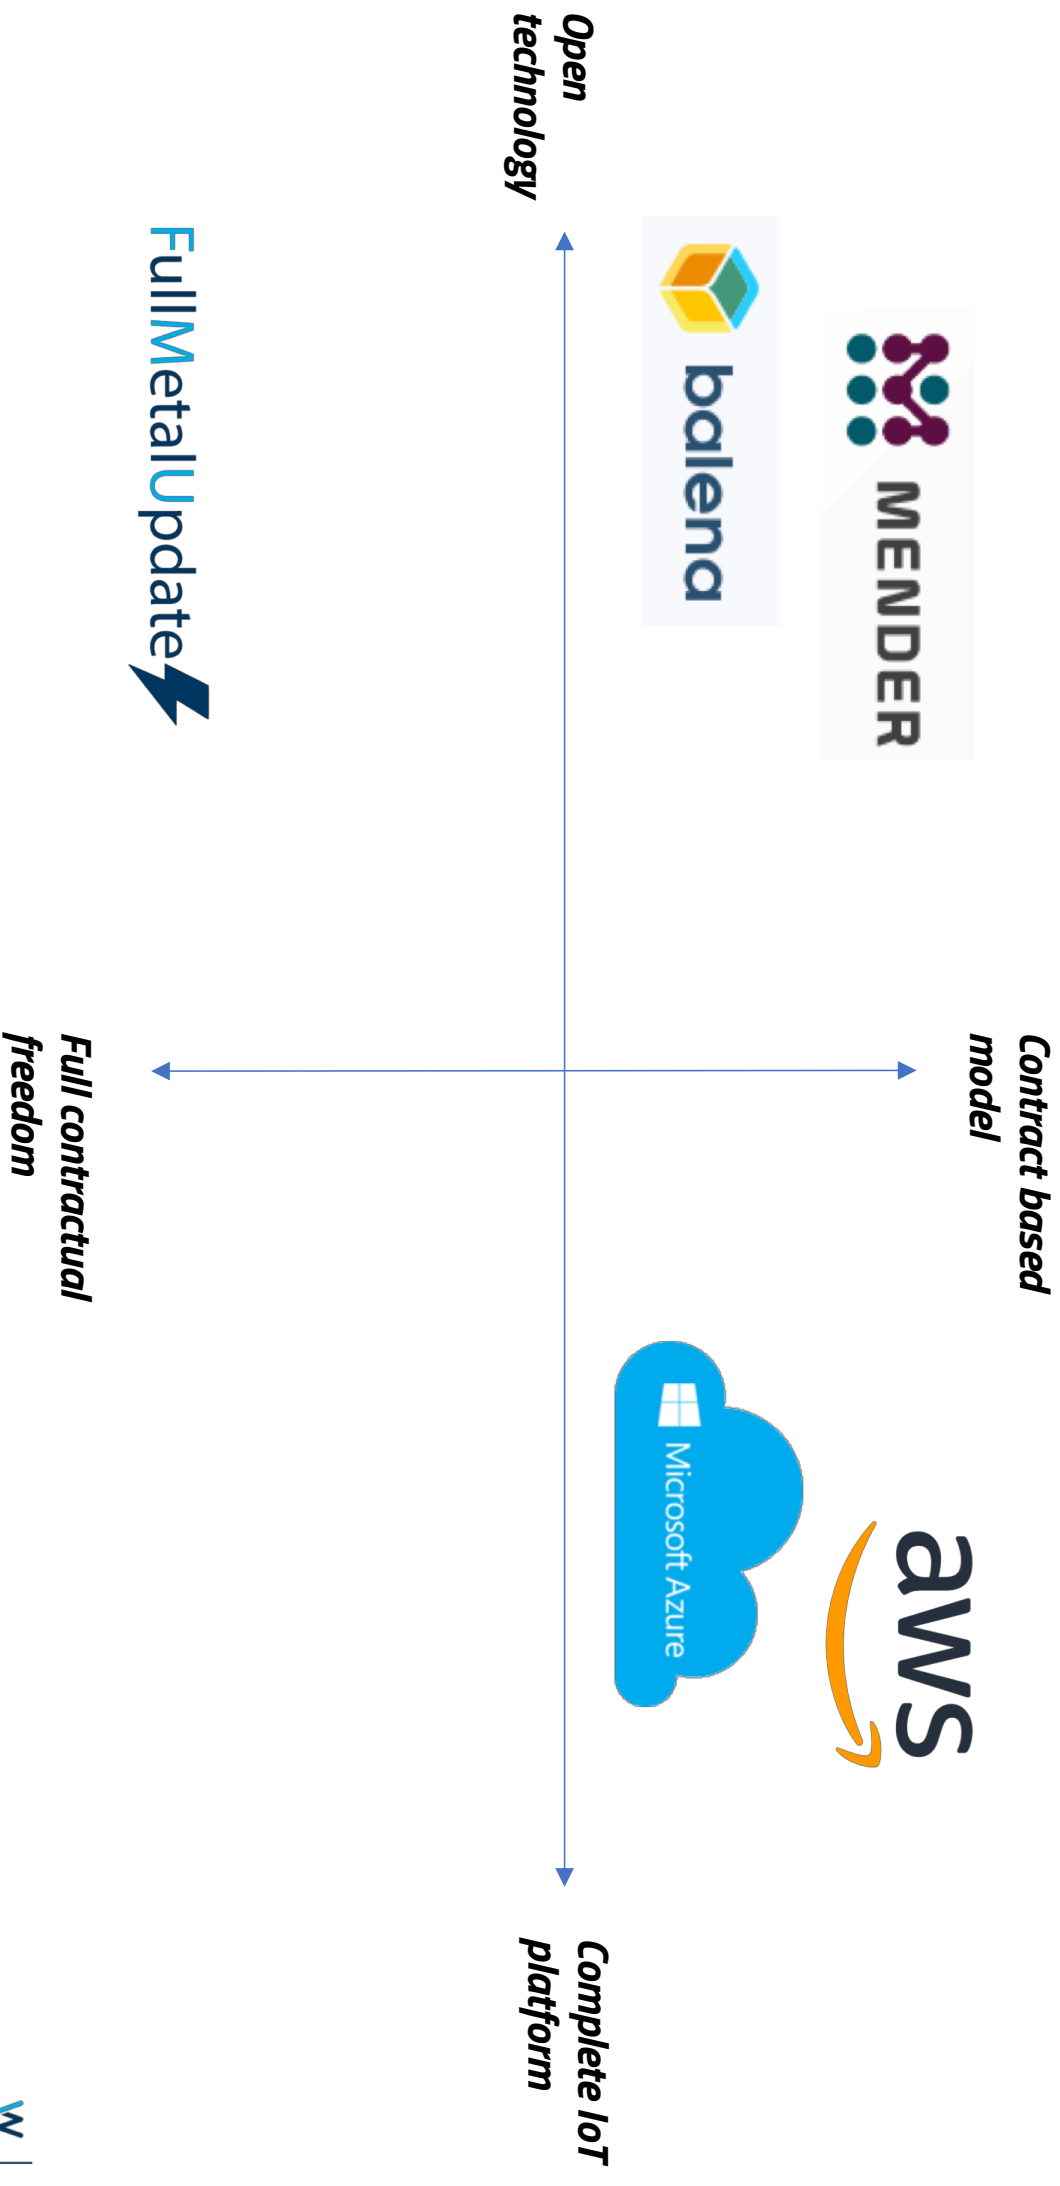 Contract based
model
MENDER
aws
balena
Microsoft Azure
Open
technology
Complete IoT
platform
FullMetalUpdate
Full contractual
freedom
w